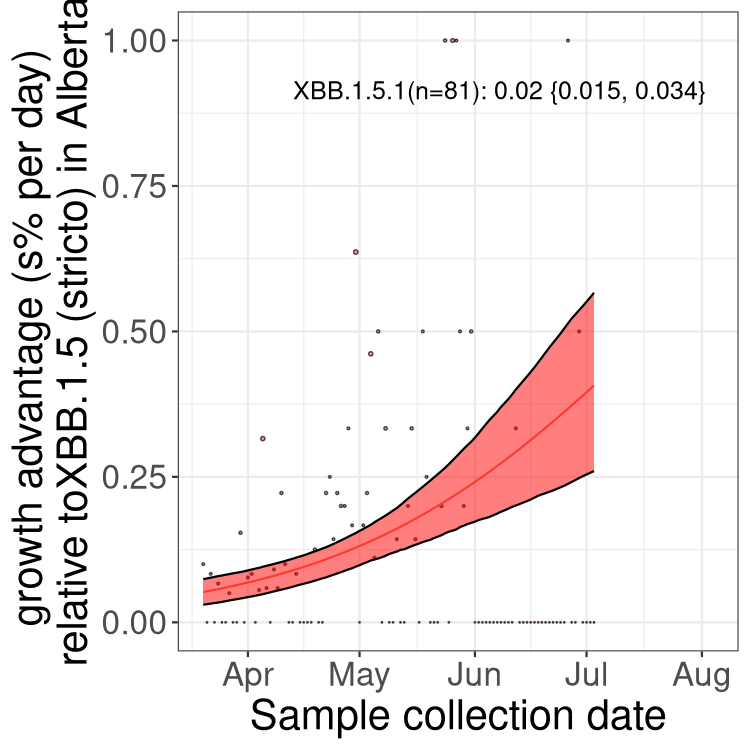 growth advantage (s% per day)
relative toXBB.1.5 (stricto) in Alberta
1.00
0.75
0.50
0.25
0.00
XBB.1.5.1(n=81): 0.02 {0.015, 0.034}
Apr May Jun Jul Aug
Sample collection date